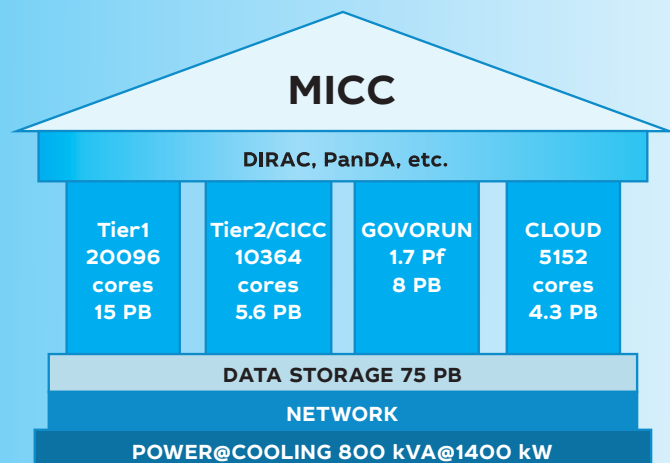 MICC
DIRAC, PanDA, etc.
Tier1
20096
cores
15 PB
Tier2/CICC
10364
cores
5.6 PB
GOVORUN
1.7 Pf
8 PB
CLOUD
5152
cores
4.3 PB
DATA STORAGE 75 PB
NETWORK
POWER@COOLING 800 kVA@1400 kW